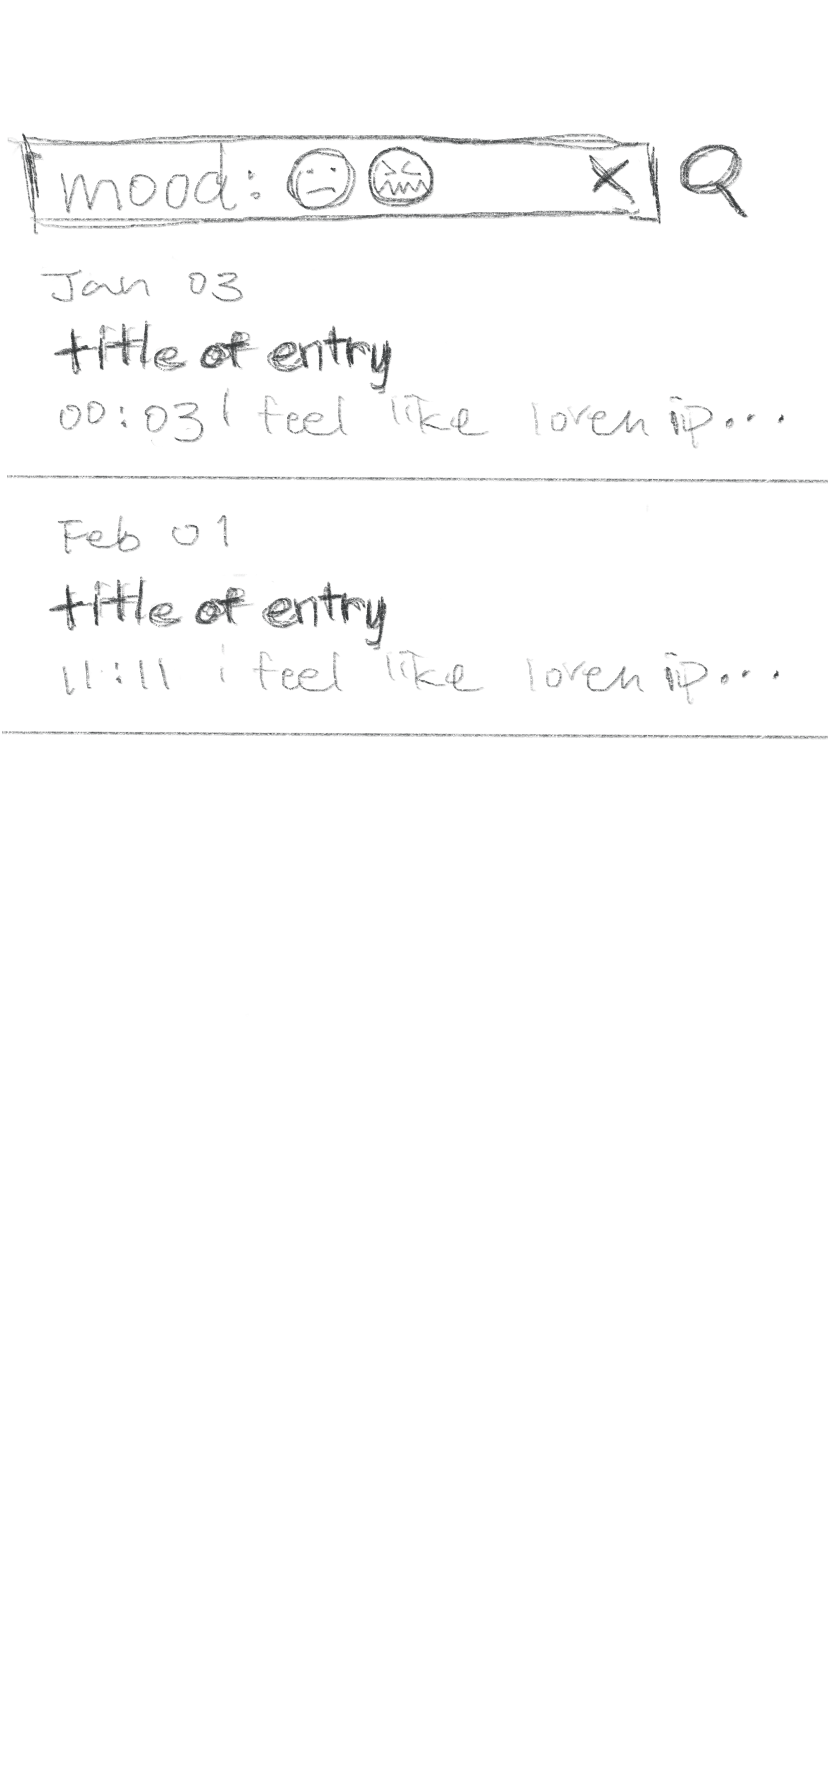 mood:
Jan 03
title of entry
00:03 i feel like loren ip...
Feb 01
title of entry
11:11 i feel like loren ip...